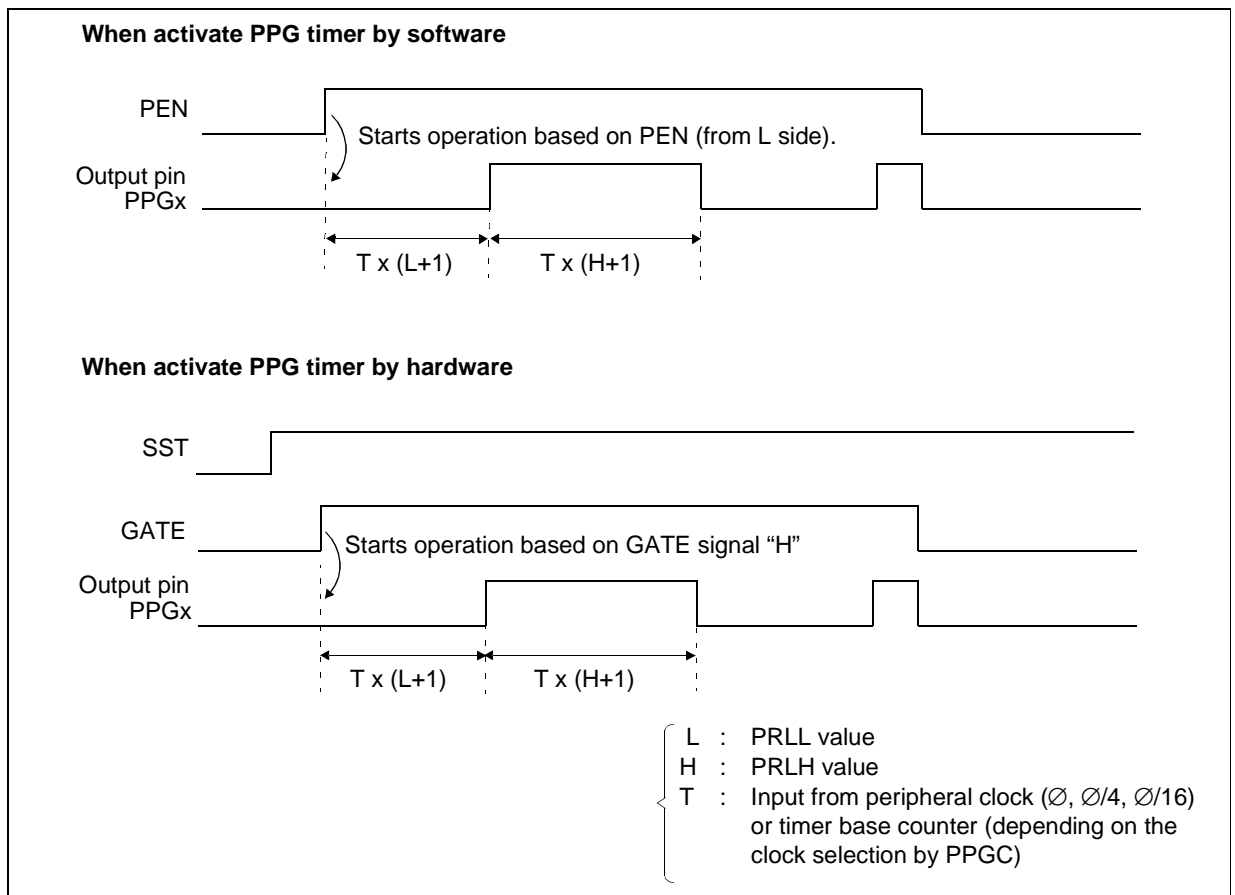 When activate PPG timer by software
PEN
Starts operation based on PEN (from L side).
Output pin
PPGx
T x (L+1)
T x (H+1)
When activate PPG timer by hardware
SST
GATE
Starts operation based on GATE signal “H”
Output pin
PPGx
T x (L+1)
T x (H+1)
L : PRLL value
H : PRLH value
T : Input from peripheral clock (∅, ∅/4, ∅/16)
or timer base counter (depending on the
clock selection by PPGC)